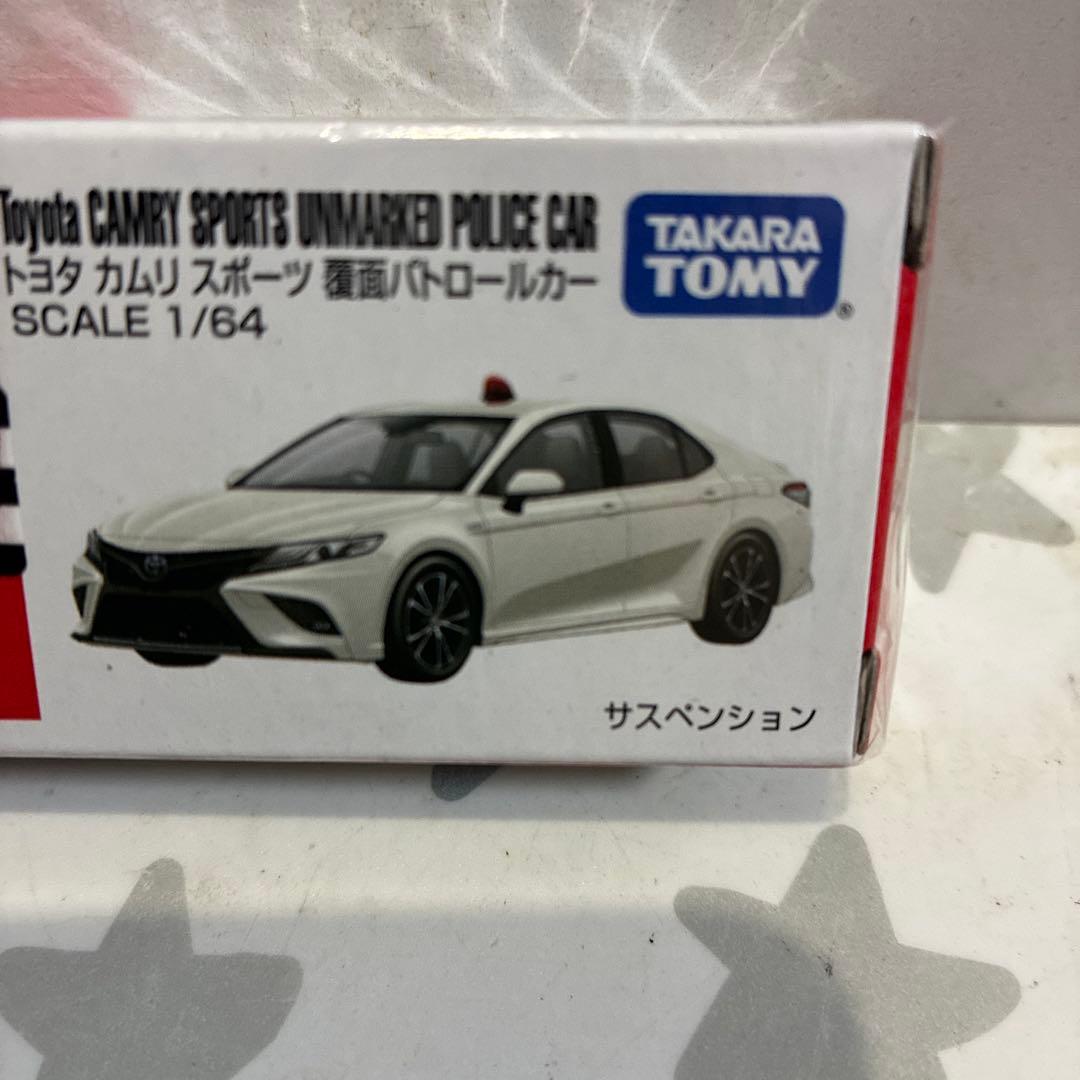 Toyota CAMRY SPORTS UNMARKED POLICE CAR
トヨタ カムリ スポーツ 覆面パトロールカー
SCALE 1/64
TAKARA
TOMY®
サスペンション